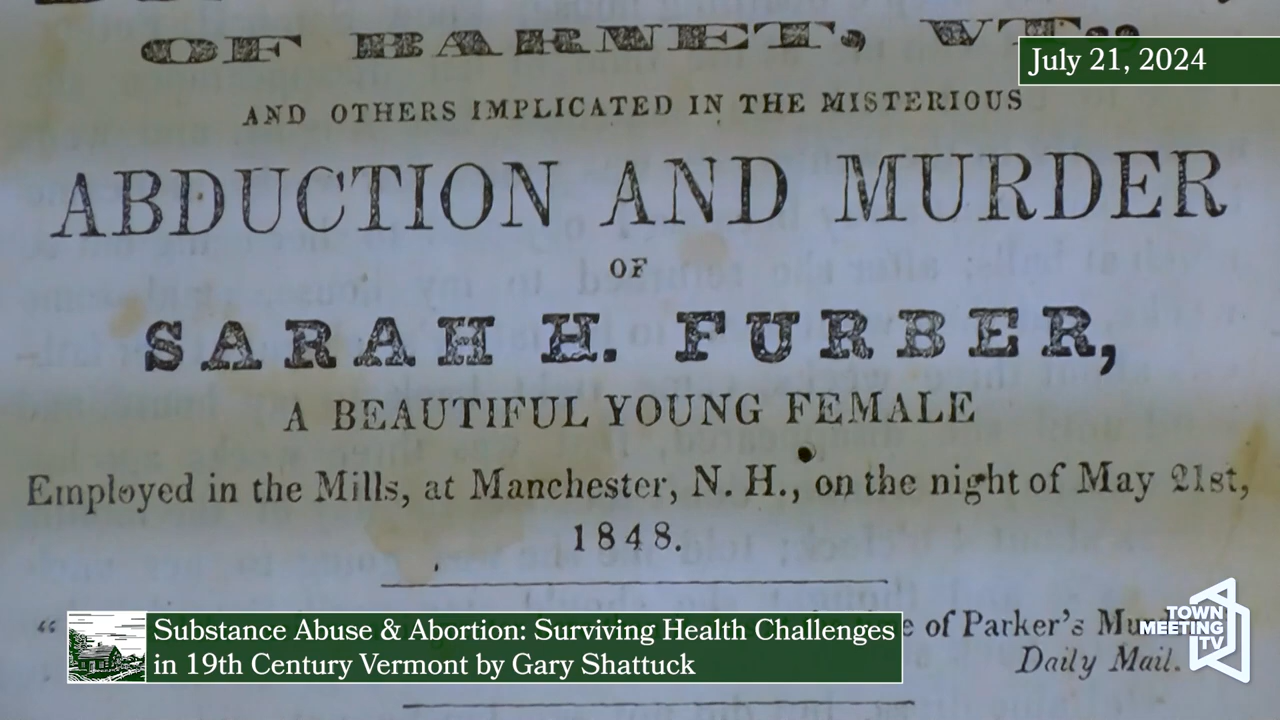 OF BARNET, VT.,
July 21, 2024
AND OTHERS IMPLICATED IN THE MISTERIOUS
ABDUCTION AND MURDER
OF
SARAH H. FURBER,
A BEAUTIFUL YOUNG FEMALE
Employed in the Mills, at Manchester, N. H., on the night of May 21st,
1848.
Substance Abuse & Abortion: Surviving Health Challenges
in 19th Century Vermont by Gary Shattuck
“
of Parker's
Daily Mail.
TOWN
MEETING
TV